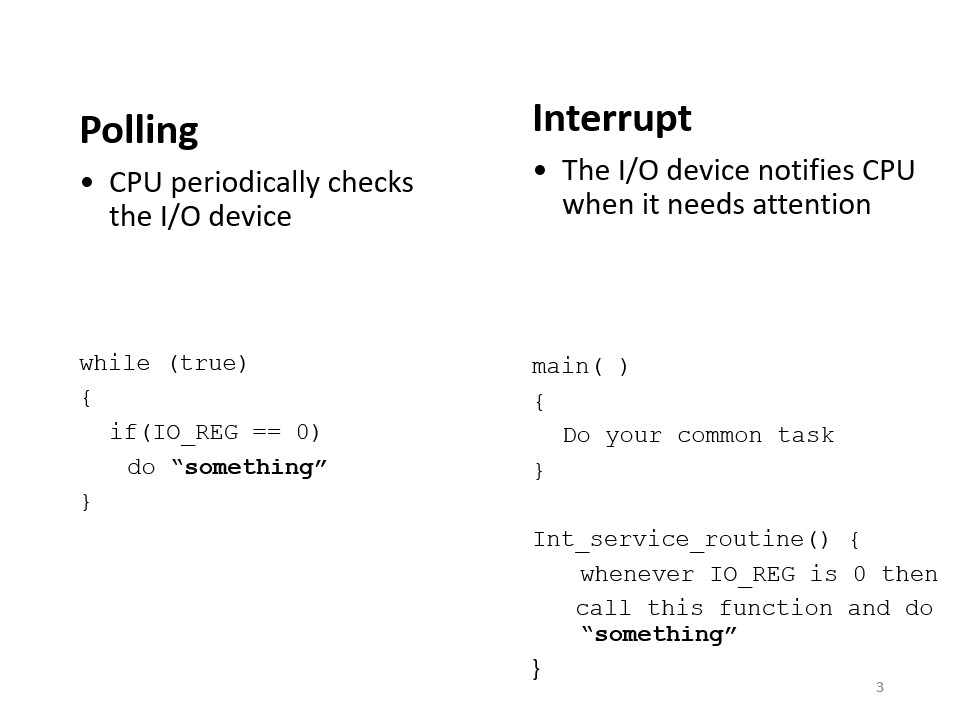 Polling
• CPU periodically checks
the I/O device
while (true)
{
if(IO_REG == 0)
do “something”
}
Interrupt
• The I/O device notifies CPU
when it needs attention
main( )
{
Do your common task
}
Int_service_routine() {
whenever IO_REG is 0 then
call this function and do
“something”
}
3